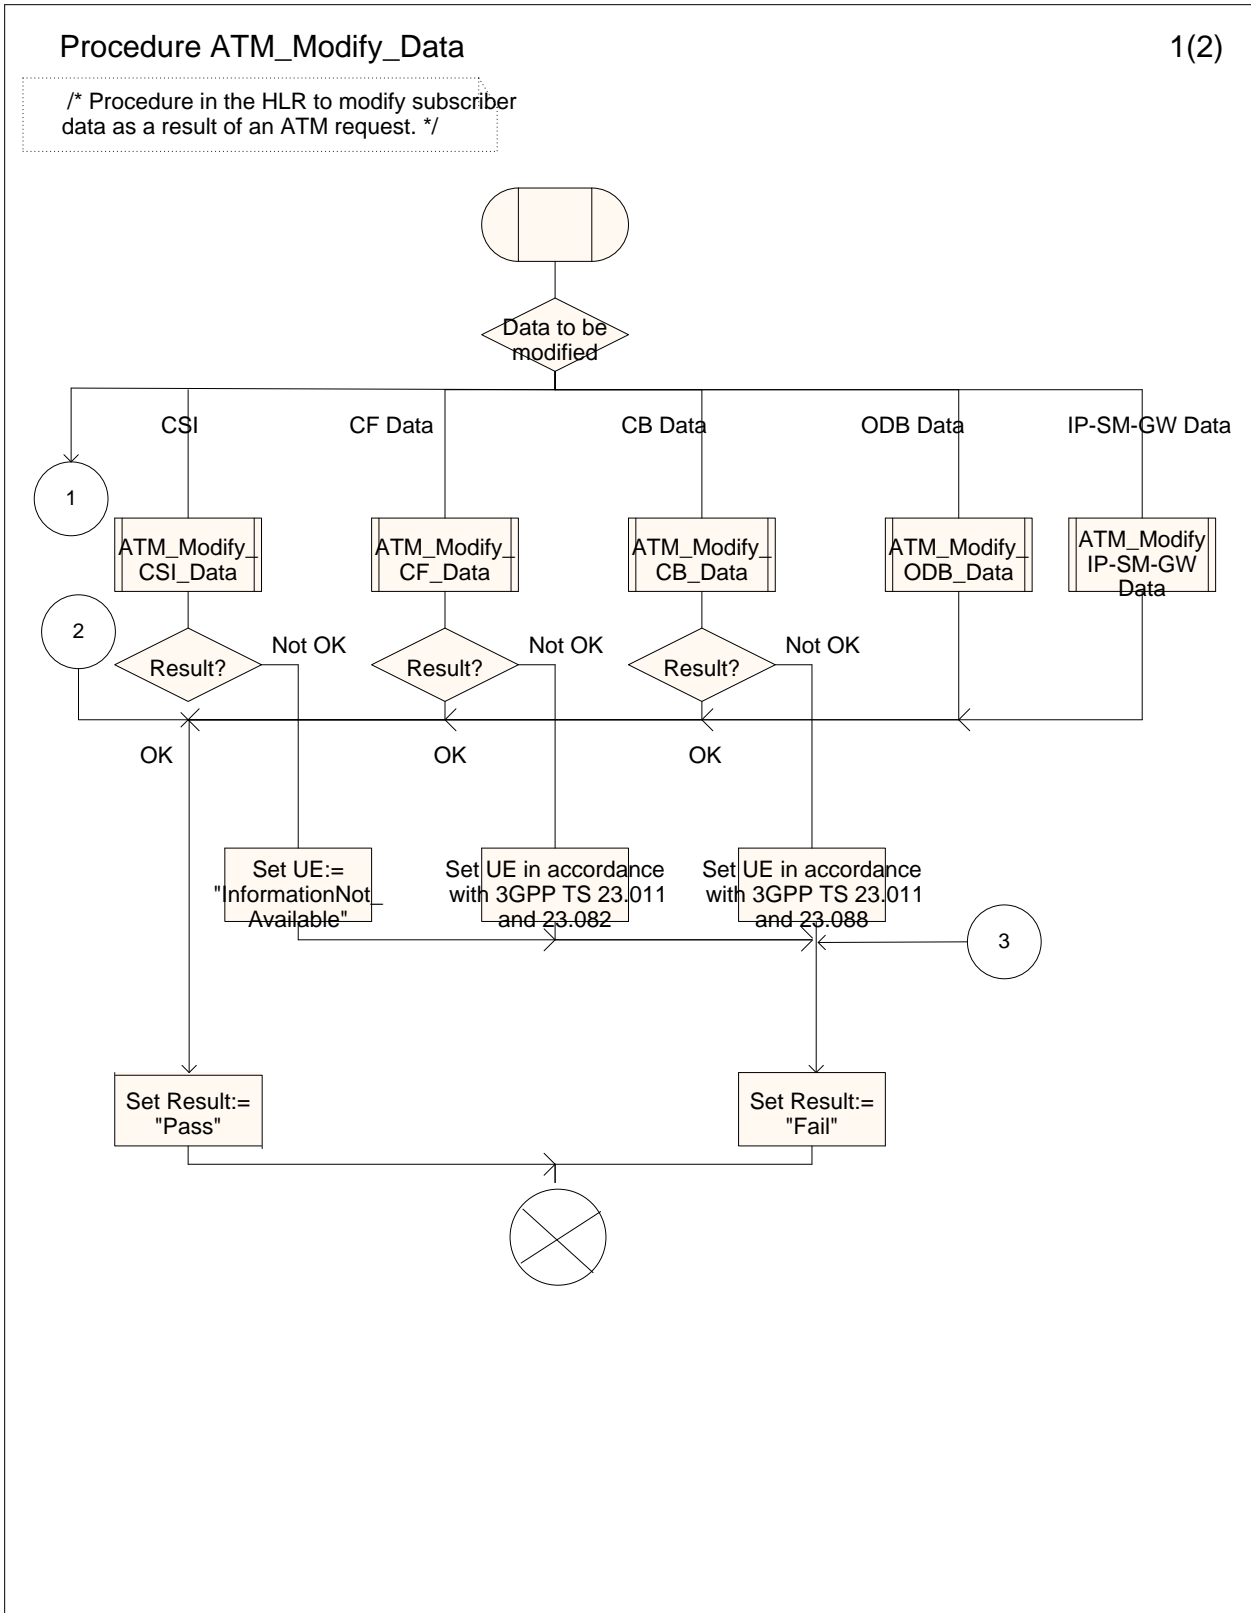 Procedure ATM_Modify_Data
1(2)
/* Procedure in the HLR to modify subscriber
data as a result of an ATM request. */
Data to be
modified
CSI
CF Data
CB Data
ODB Data
IP-SM-GW Data
1
ATM_Modify_
CSI_Data
ATM_Modify_
CF_Data
ATM_Modify_
CB_Data
ATM_Modify_
ODB_Data
ATM_Modify
IP-SM-GW
Data
2
Result?
Not OK
Result?
Not OK
Result?
Not OK
OK
OK
OK
Set UE:=
"InformationNot_
Available"
Set UE in accordance
with 3GPP TS 23.011
and 23.082
Set UE in accordance
with 3GPP TS 23.011
and 23.088
3
Set Result:=
"Pass"
Set Result:=
"Fail"